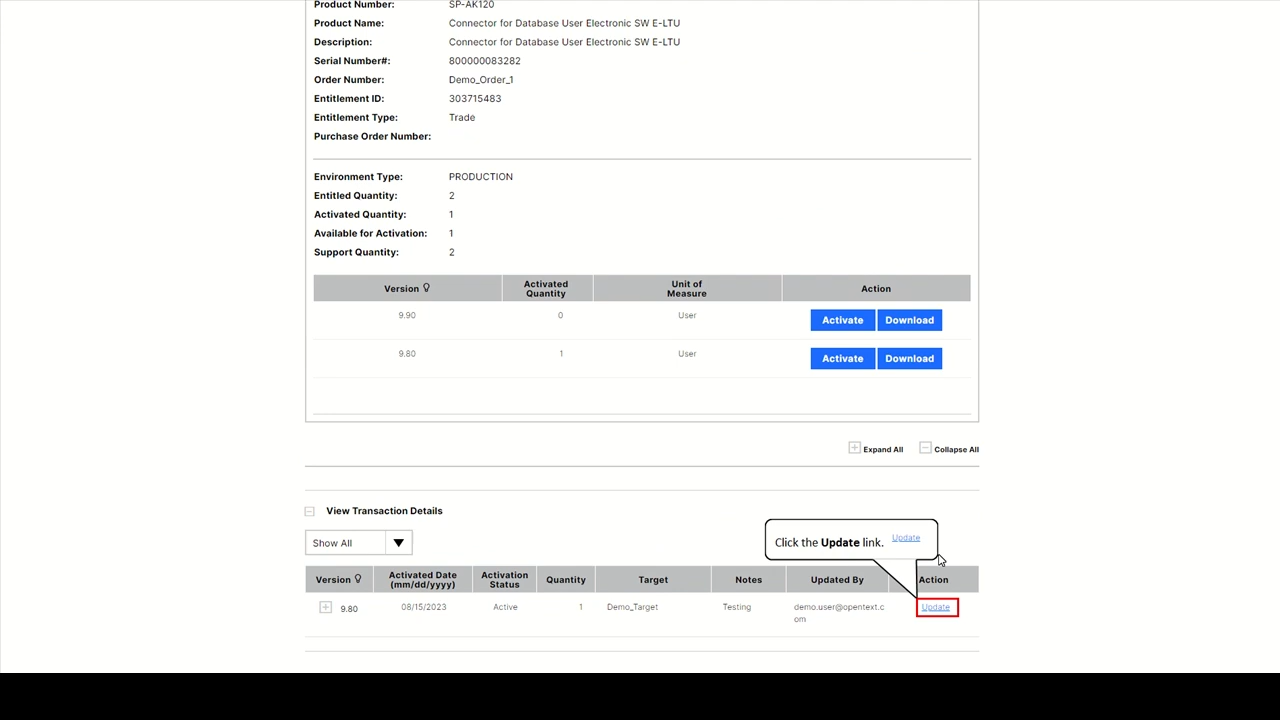 Product Number: SP-AK120
Product Name: Connector for Database User Electronic SW E-LTU
Description: Connector for Database User Electronic SW E-LTU
Serial Number#: 800000083282
Order Number: Demo_Order_1
Entitlement ID: 303715483
Entitlement Type: Trade
Purchase Order Number:
Environment Type: PRODUCTION
Entitled Quantity: 2
Activated Quantity: 1
Available for Activation: 1
Support Quantity: 2
Version Activated Quantity Unit of Measure Action
9.90 0 User Activate Download
9.80 1 User Activate Download
Expand All Collapse All
View Transaction Details
Show All
Click the Update link. Update
Version Activated Date (mm/dd/yyyy) Activation Status Quantity Target Notes Updated By Action
9.80 08/15/2023 Active 1 Demo_Target Testing demo.user@opentext.c Update
om